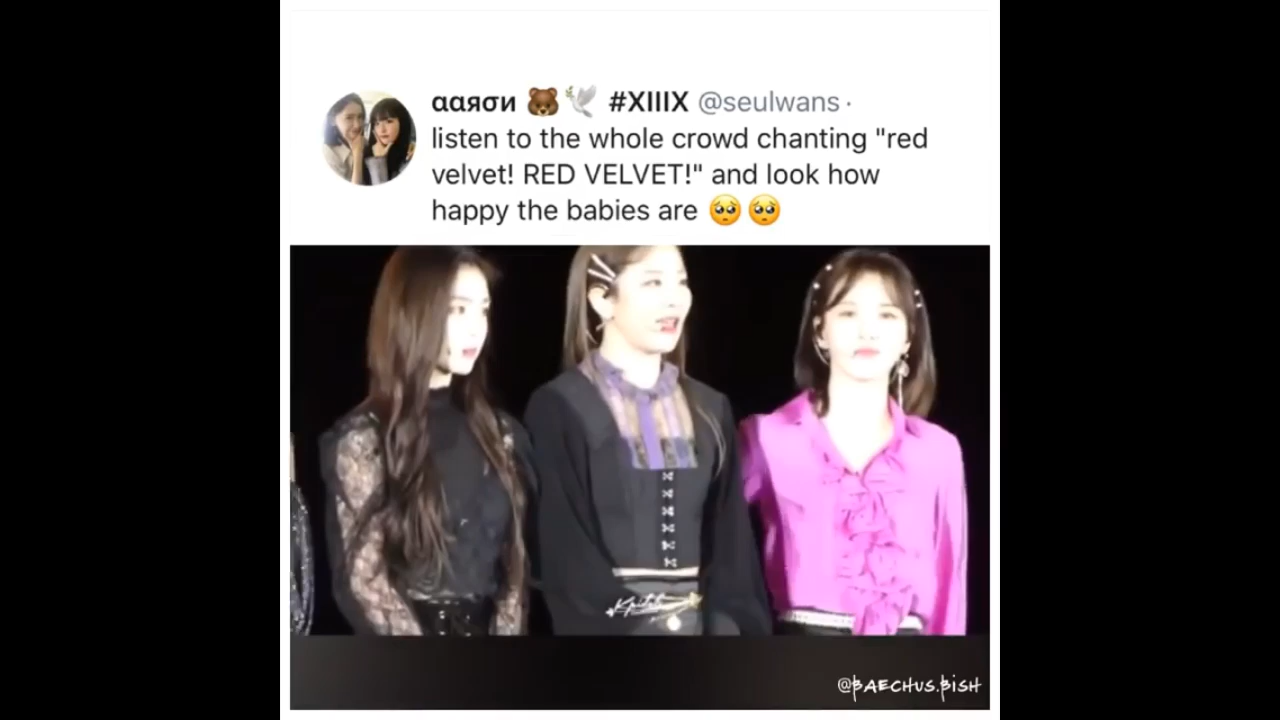 ααяσи 🐻🕊️ #XIIIX @seulwans ·
listen to the whole crowd chanting "red
velvet! RED VELVET!" and look how
happy the babies are 🥺🥺
@BAECHUS.BISH